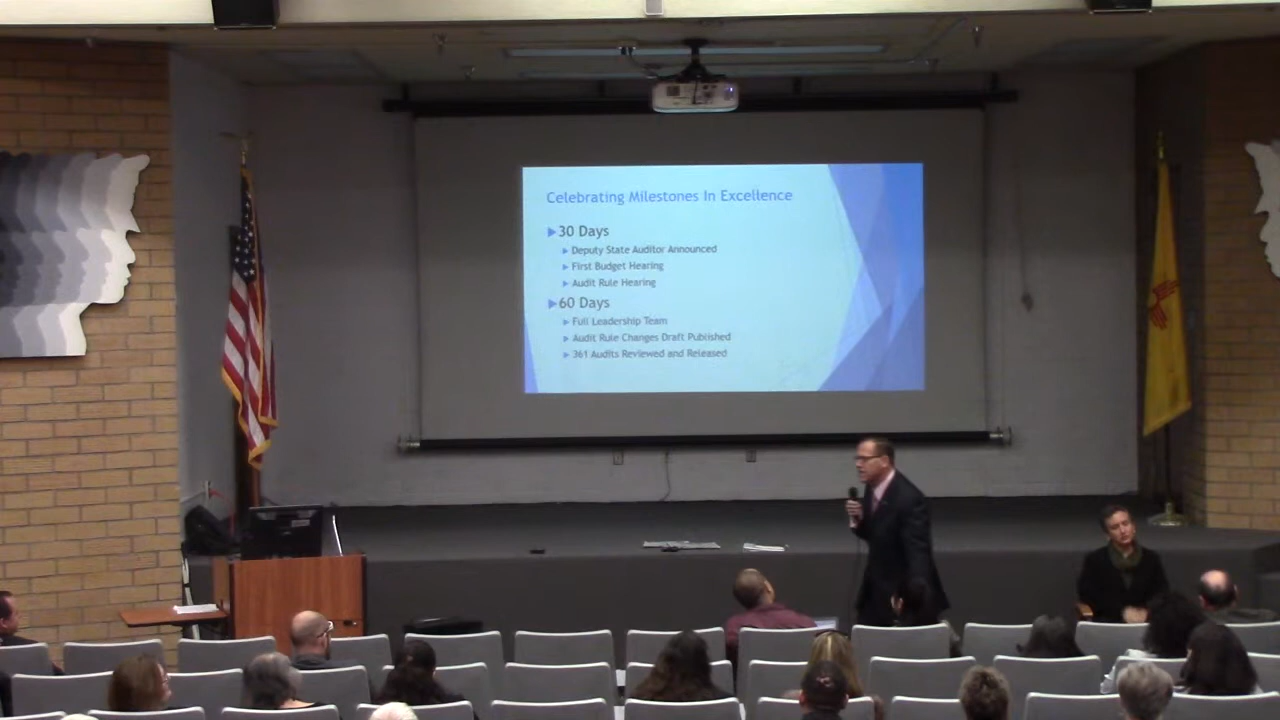 Celebrating Milestones In Excellence
30 Days
Deputy State Auditor Announced
First Budget Hearing
Audit Rule Hearing
60 Days
Full Leadership Team
Audit Rule Changes Draft Published
361 Audits Reviewed and Released